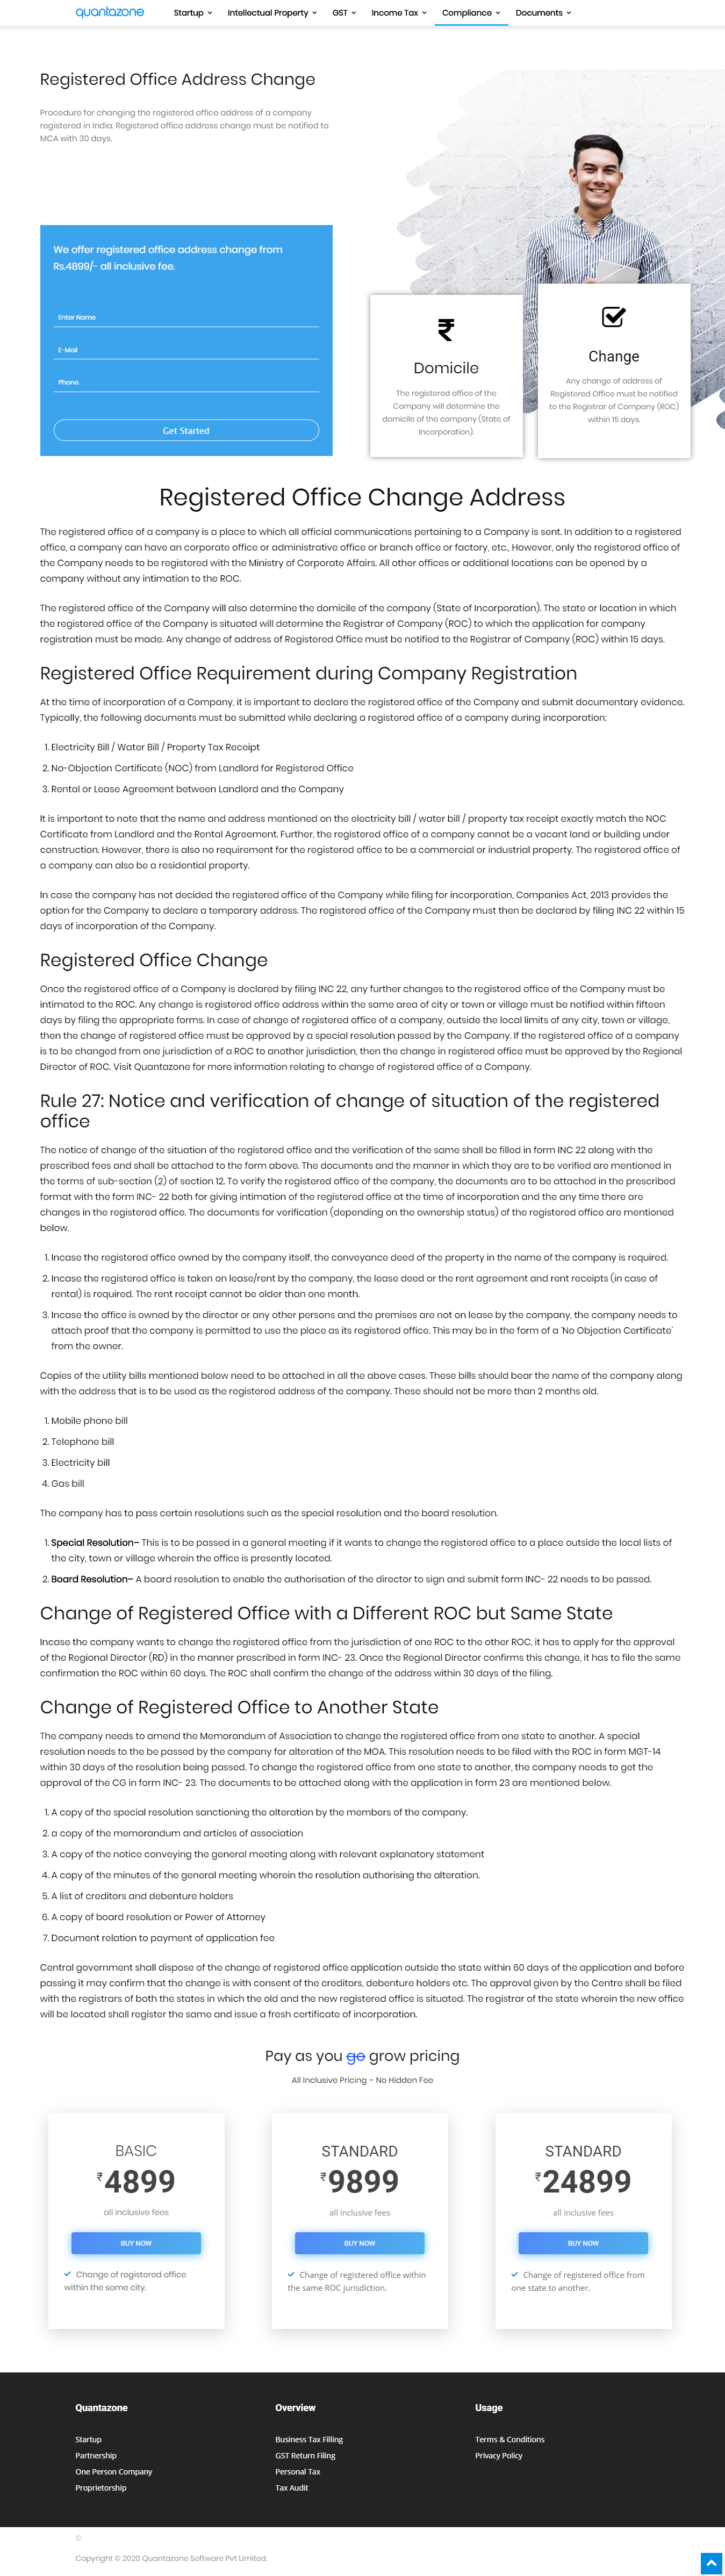 quantazone
Startup
Intellectual Property
GST
Income Tax
Compliance
Documents
Registered Office Address Change
Procedure for changing the registered office address of a company
registered in India. Registered office address change must be notified to
MCA with 30 days.
We offer registered office address change from
Rs.4899/- all inclusive fee.
Enter Name
E-Mail
Phone.
Get Started
Domicile
The registered office of the
Company will determine the
domicile of the company (State of
Incorporation).
Change
Any change of address of
Registered Office must be notified
to the Registrar of Company (ROC)
within 15 days.
Registered Office Change Address
The registered office of a company is a place to which all official communications pertaining to a Company is sent. In addition to a registered
office, a company can have an corporate office or administrative office or branch office or factory, etc., However, only the registered office of
the Company needs to be registered with the Ministry of Corporate Affairs. All other offices or additional locations can be opened by a
company without any intimation to the ROC.
The registered office of the Company will also determine the domicile of the company (State of Incorporation). The state or location in which
the registered office of the Company is situated will determine the Registrar of Company (ROC) to which the application for company
registration must be made. Any change of address of Registered Office must be notified to the Registrar of Company (ROC) within 15 days.
Registered Office Requirement during Company Registration
At the time of incorporation of a Company, it is important to declare the registered office of the Company and submit documentary evidence.
Typically, the following documents must be submitted while declaring a registered office of a company during incorporation:
1. Electricity Bill / Water Bill / Property Tax Receipt
2. No-Objection Certificate (NOC) from Landlord for Registered Office
3. Rental or Lease Agreement between Landlord and the Company
It is important to note that the name and address mentioned on the electricity bill / water bill / property tax receipt exactly match the NOC
Certificate from Landlord and the Rental Agreement. Further, the registered office of a company cannot be a vacant land or building under
construction. However, there is also no requirement for the registered office to be a commercial or industrial property. The registered office of
a company can also be a residential property.
In case the company has not decided the registered office of the Company while filing for incorporation, Companies Act, 2013 provides the
option for the Company to declare a temporary address. The registered office of the Company must then be declared by filing INC 22 within 15
days of incorporation of the Company.
Registered Office Change
Once the registered office of a Company is declared by filing INC 22, any further changes to the registered office of the Company must be
intimated to the ROC. Any change is registered office address within the same area of city or town or village must be notified within fifteen
days by filing the appropriate forms. In case of change of registered office of a company, outside the local limits of any city, town or village,
then the change of registered office must be approved by a special resolution passed by the Company. If the registered office of a company
is to be changed from one jurisdiction of a ROC to another jurisdiction, then the change in registered office must be approved by the Regional
Director of ROC. Visit Quantazone for more information relating to change of registered office of a Company.
Rule 27: Notice and verification of change of situation of the registered
office
The notice of change of the situation of the registered office and the verification of the same shall be filled in form INC 22 along with the
prescribed fees and shall be attached to the form above. The documents and the manner in which they are to be verified are mentioned in
the terms of sub-section (2) of section 12. To verify the registered office of the company, the documents are to be attached in the prescribed
format with the form INC- 22 both for giving intimation of the registered office at the time of incorporation and the any time there are
changes in the registered office. The documents for verification (depending on the ownership status) of the registered office are mentioned
below.
1. Incase the registered office owned by the company itself, the conveyance deed of the property in the name of the company is required.
2. Incase the registered office is taken on lease/rent by the company, the lease deed or the rent agreement and rent receipts (in case of
rental) is required. The rent receipt cannot be older than one month.
3. Incase the office is owned by the director or any other persons and the premises are not on lease by the company, the company needs to
attach proof that the company is permitted to use the place as its registered office. This may be in the form of a 'No Objection Certificate'
from the owner.
Copies of the utility bills mentioned below need to be attached in all the above cases. These bills should bear the name of the company along
with the address that is to be used as the registered address of the company. These should not be more than 2 months old.
1. Mobile phone bill
2. Telephone bill
3. Electricity bill
4. Gas bill
The company has to pass certain resolutions such as the special resolution and the board resolution.
1. Special Resolution– This is to be passed in a general meeting if it wants to change the registered office to a place outside the local lists of
the city, town or village wherein the office is presently located.
2. Board Resolution– A board resolution to enable the authorisation of the director to sign and submit form INC- 22 needs to be passed.
Change of Registered Office with a Different ROC but Same State
Incase the company wants to change the registered office from the jurisdiction of one ROC to the other ROC, it has to apply for the approval
of the Regional Director (RD) in the manner prescribed in form INC- 23. Once the Regional Director confirms this change, it has to file the same
confirmation the ROC within 60 days. The ROC shall confirm the change of the address within 30 days of the filing.
Change of Registered Office to Another State
The company needs to amend the Memorandum of Association to change the registered office from one state to another. A special
resolution needs to the be passed by the company for alteration of the MOA. This resolution needs to be filed with the ROC in form MGT-14
within 30 days of the resolution being passed. To change the registered office from one state to another, the company needs to get the
approval of the CG in form INC- 23. The documents to be attached along with the application in form 23 are mentioned below.
1. A copy of the special resolution sanctioning the alteration by the members of the company.
2. a copy of the memorandum and articles of association
3. A copy of the notice conveying the general meeting along with relevant explanatory statement
4. A copy of the minutes of the general meeting wherein the resolution authorising the alteration.
5. A list of creditors and debenture holders
6. A copy of board resolution or Power of Attorney
7. Document relation to payment of application fee
Central government shall dispose of the change of registered office application outside the state within 60 days of the application and before
passing it may confirm that the change is with consent of the creditors, debenture holders etc. The approval given by the Centre shall be filed
with the registrars of both the states in which the old and the new registered office is situated. The registrar of the state wherein the new office
will be located shall register the same and issue a fresh certificate of incorporation.
Pay as you go grow pricing
All Inclusive Pricing – No Hidden Fee
BASIC
₹4899
all inclusive fees
BUY NOW
Change of registered office
within the same city.
STANDARD
₹9899
all inclusive fees
BUY NOW
Change of registered office within
the same ROC jurisdiction.
STANDARD
₹24899
all inclusive fees
BUY NOW
Change of registered office from
one state to another.
Quantazone
Startup
Partnership
One Person Company
Proprietorship
Overview
Business Tax Filling
GST Return Filing
Personal Tax
Tax Audit
Usage
Terms & Conditions
Privacy Policy
©
Copyright © 2020 Quantazone Software Pvt Limited.